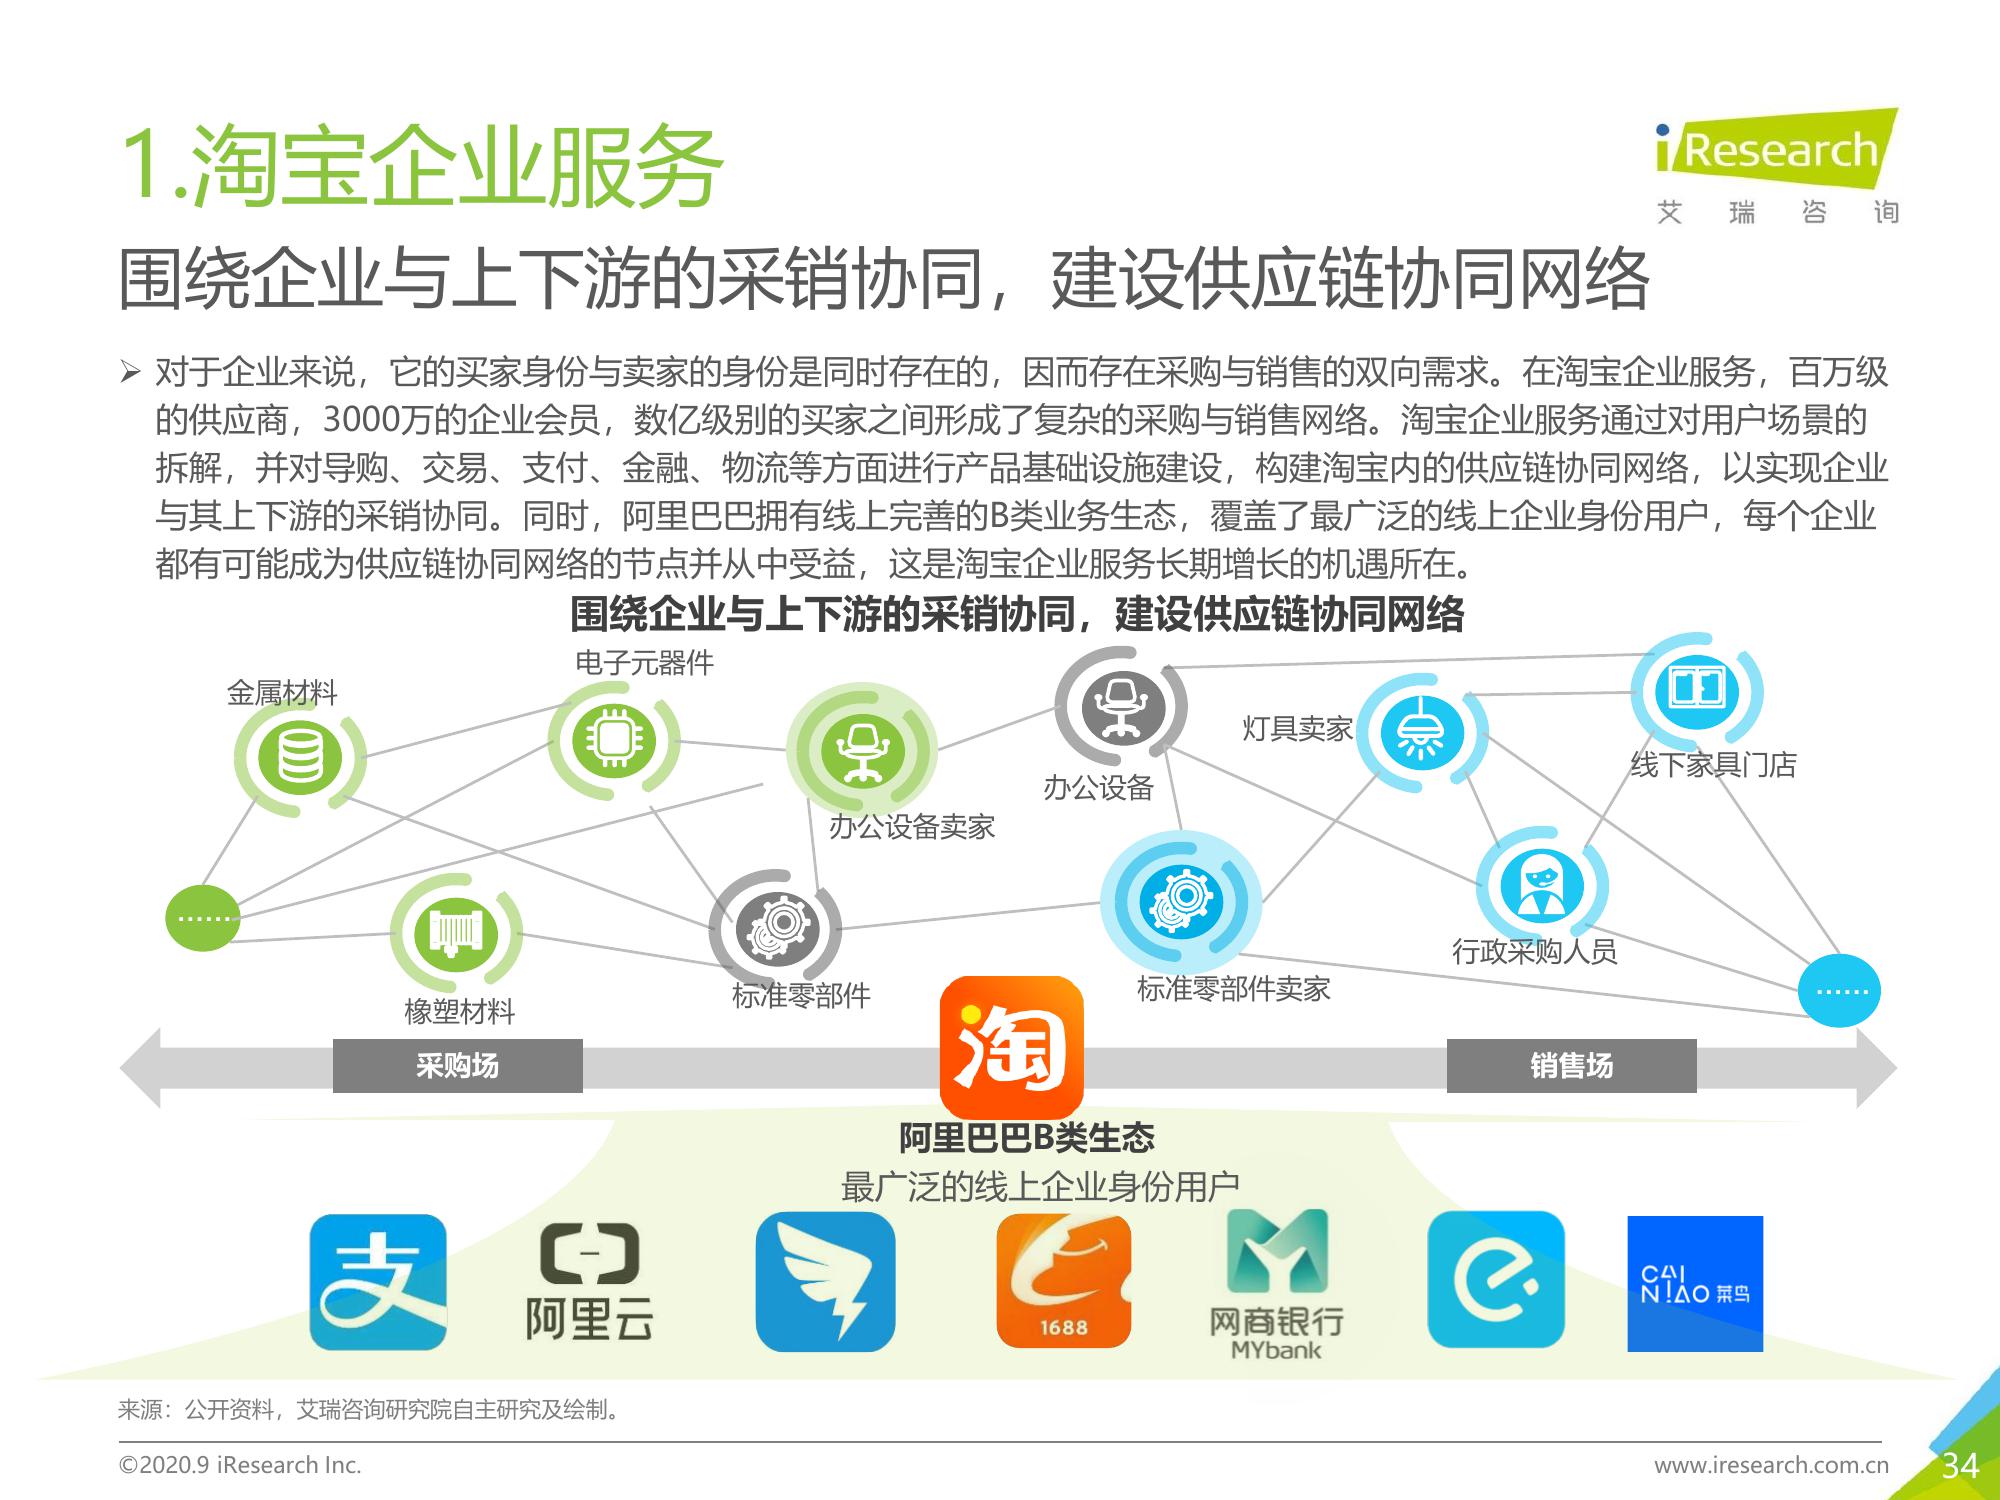 1.淘宝企业服务
iResearch
艾瑞咨询
围绕企业与上下游的采销协同，建设供应链协同网络
➢ 对于企业来说，它的买家身份与卖家的身份是同时存在的，因而存在采购与销售的双向需求。在淘宝企业服务，百万级
的供应商，3000万的企业会员，数亿级别的买家之间形成了复杂的采购与销售网络。淘宝企业服务通过对用户场景的
拆解，并对导购、交易、支付、金融、物流等方面进行产品基础设施建设，构建淘宝内的供应链协同网络，以实现企业
与其上下游的采销协同。同时，阿里巴巴拥有线上完善的B类业务生态，覆盖了最广泛的线上企业身份用户，每个企业
都有可能成为供应链协同网络的节点并从中受益，这是淘宝企业服务长期增长的机遇所在。
围绕企业与上下游的采销协同，建设供应链协同网络
金属材料
电子元器件
办公设备卖家
办公设备
灯具卖家
线下家具门店
……
橡塑材料
标准零部件
标准零部件卖家
行政采购人员
……
采购场
淘
销售场
阿里巴巴B类生态
最广泛的线上企业身份用户
支
阿里云
1688
网商银行
MYbank
CAI
NIAO 菜鸟
来源：公开资料，艾瑞咨询研究院自主研究及绘制。
©2020.9 iResearch Inc.
www.iresearch.com.cn
34